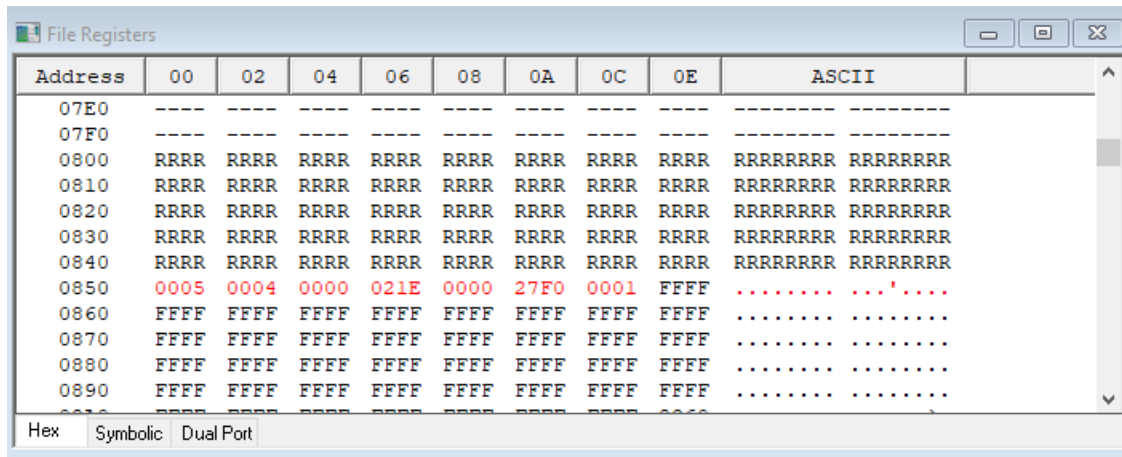 File Registers
Address 00 02 04 06 08 0A 0C 0E ASCII
07E0 ---- ---- ---- ---- ---- ---- ---- ---- -------- --------
07F0 ---- ---- ---- ---- ---- ---- ---- ---- -------- --------
0800 RRRR RRRR RRRR RRRR RRRR RRRR RRRR RRRR RRRRRRRR RRRRRRRR
0810 RRRR RRRR RRRR RRRR RRRR RRRR RRRR RRRR RRRRRRRR RRRRRRRR
0820 RRRR RRRR RRRR RRRR RRRR RRRR RRRR RRRR RRRRRRRR RRRRRRRR
0830 RRRR RRRR RRRR RRRR RRRR RRRR RRRR RRRR RRRRRRRR RRRRRRRR
0840 RRRR RRRR RRRR RRRR RRRR RRRR RRRR RRRR RRRRRRRR RRRRRRRR
0850 0005 0004 0000 021E 0000 27F0 0001 FFFF ........ ...'....
0860 FFFF FFFF FFFF FFFF FFFF FFFF FFFF FFFF ........ ........
0870 FFFF FFFF FFFF FFFF FFFF FFFF FFFF FFFF ........ ........
0880 FFFF FFFF FFFF FFFF FFFF FFFF FFFF FFFF ........ ........
0890 FFFF FFFF FFFF FFFF FFFF FFFF FFFF FFFF ........ ........
Hex Symbolic Dual Port